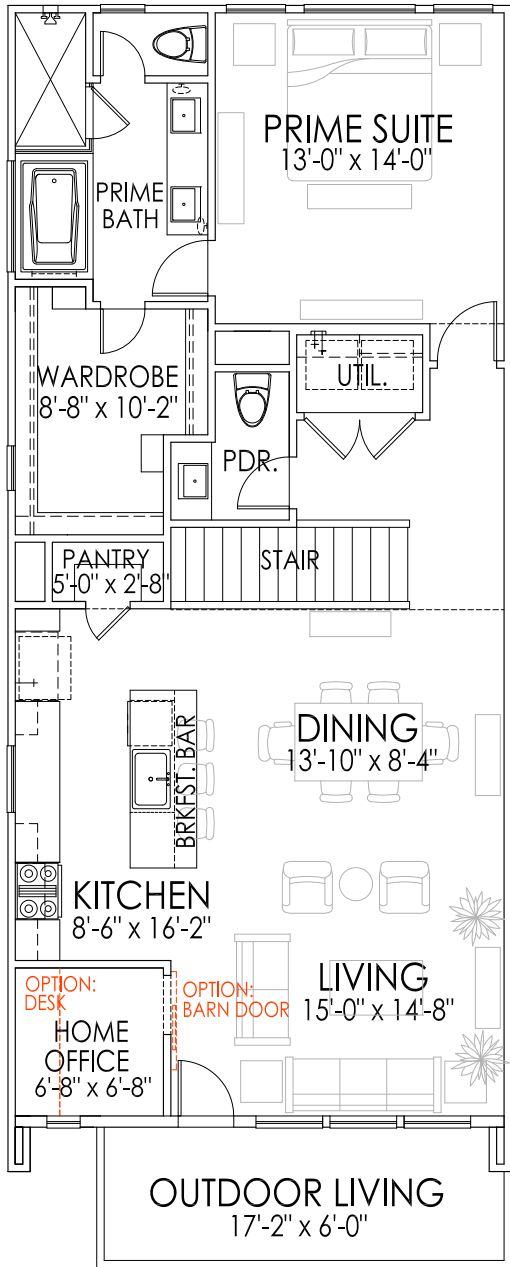 PRIME SUITE
13'-0" x 14'-0"
PRIME
BATH
WARDROBE
8'-8" x 10'-2"
UTIL.
PDR.
PANTRY
5'-0" x 2'-8"
STAIR
DINING
13'-10" x 8'-4"
BRKFST. BAR
KITCHEN
8'-6" x 16'-2"
LIVING
15'-0" x 14'-8"
OPTION:
DESK
OPTION:
BARN DOOR
HOME
OFFICE
6'-8" x 6'-8"
OUTDOOR LIVING
17'-2" x 6'-0"